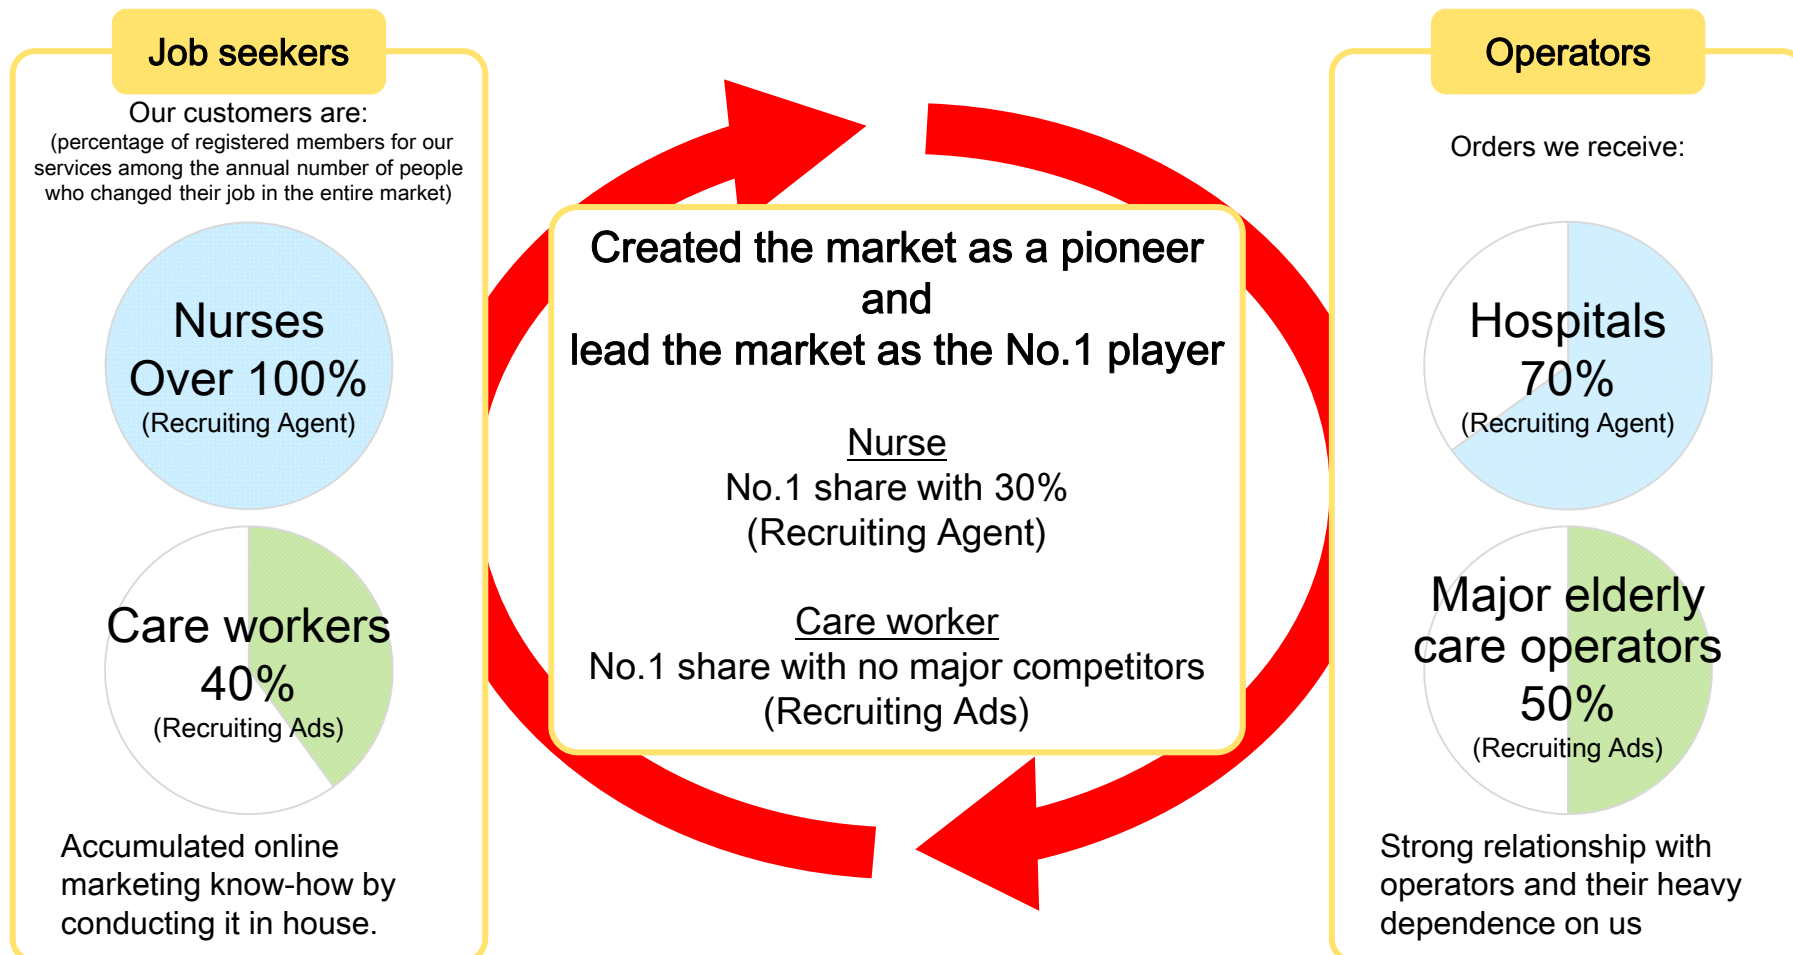 Job seekers
Our customers are:
(percentage of registered members for our
services among the annual number of people
who changed their job in the entire market)
Nurses
Over 100%
(Recruiting Agent)
Care workers
40%
(Recruiting Ads)
Accumulated online
marketing know-how by
conducting it in house.
Created the market as a pioneer
and
lead the market as the No.1 player
Nurse
No.1 share with 30%
(Recruiting Agent)
Care worker
No.1 share with no major competitors
(Recruiting Ads)
Operators
Orders we receive:
Hospitals
70%
(Recruiting Agent)
Major elderly
care operators
50%
(Recruiting Ads)
Strong relationship with
operators and their heavy
dependence on us